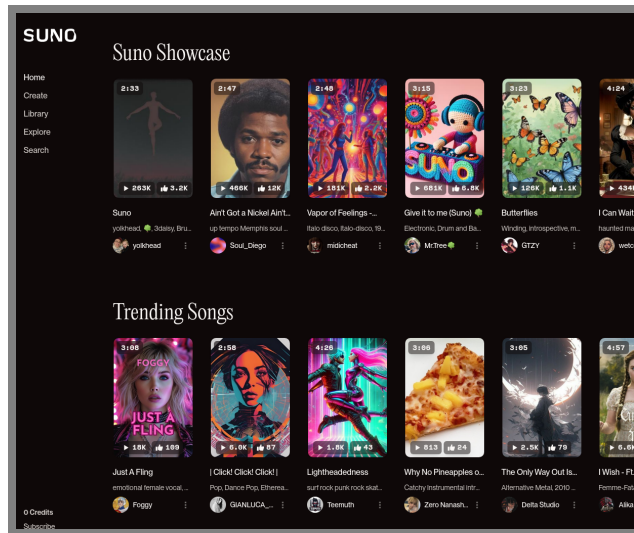 SUNO
Home
Create
Library
Explore
Search
0 Credits
Subscribe
Suno Showcase
2:33
263K 3.2K
Suno
yolkhead, 3daisy, Bru...
yolkhead
2:47
466K 12K
Ain't Got a Nickel Ain't...
up tempo Memphis soul ...
Soul_Diego
2:48
181K 2.2K
Vapor of Feelings -...
Italo disco, italo-disco, 19...
midicheat
3:15
SUNO
681K 6.8K
Give it to me (Suno)
Electronic, Drum and Ba...
Mr.Tree
3:23
126K 1.1K
Butterflies
Winding, introspective, m...
GTZY
4:24
434
I Can Wait
haunted ma
wetc
Trending Songs
3:08
FOGGY
JUST A
FLING
18K 109
Just A Fling
emotional female vocal, ...
Foggy
2:58
6.0K 87
| Click! Click! Click! |
Pop, Dance Pop, Etherea...
GIANLUCA_...
4:26
1.8K 43
Lightheadedness
surf rock punk rock skat...
Teemuth
3:06
813 24
Why No Pineapples o...
Catchy Instrumental intr...
Zero Nanash..
3:05
2.5K 79
The Only Way Out Is...
Alternative Metal, 2010 ...
Delta Studio
4:57
6.6
I Wish - Ft.
Femme-Fat
Alika